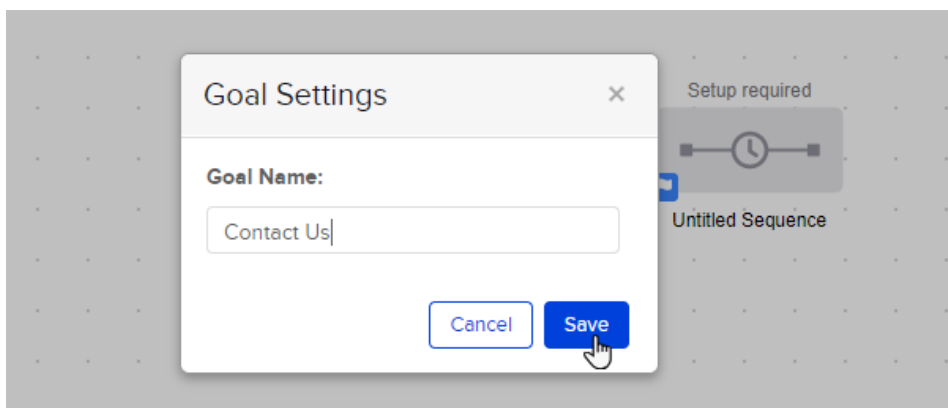 Goal Settings ×
Setup required
Goal Name:
Contact Us
Untitled Sequence
Cancel Save